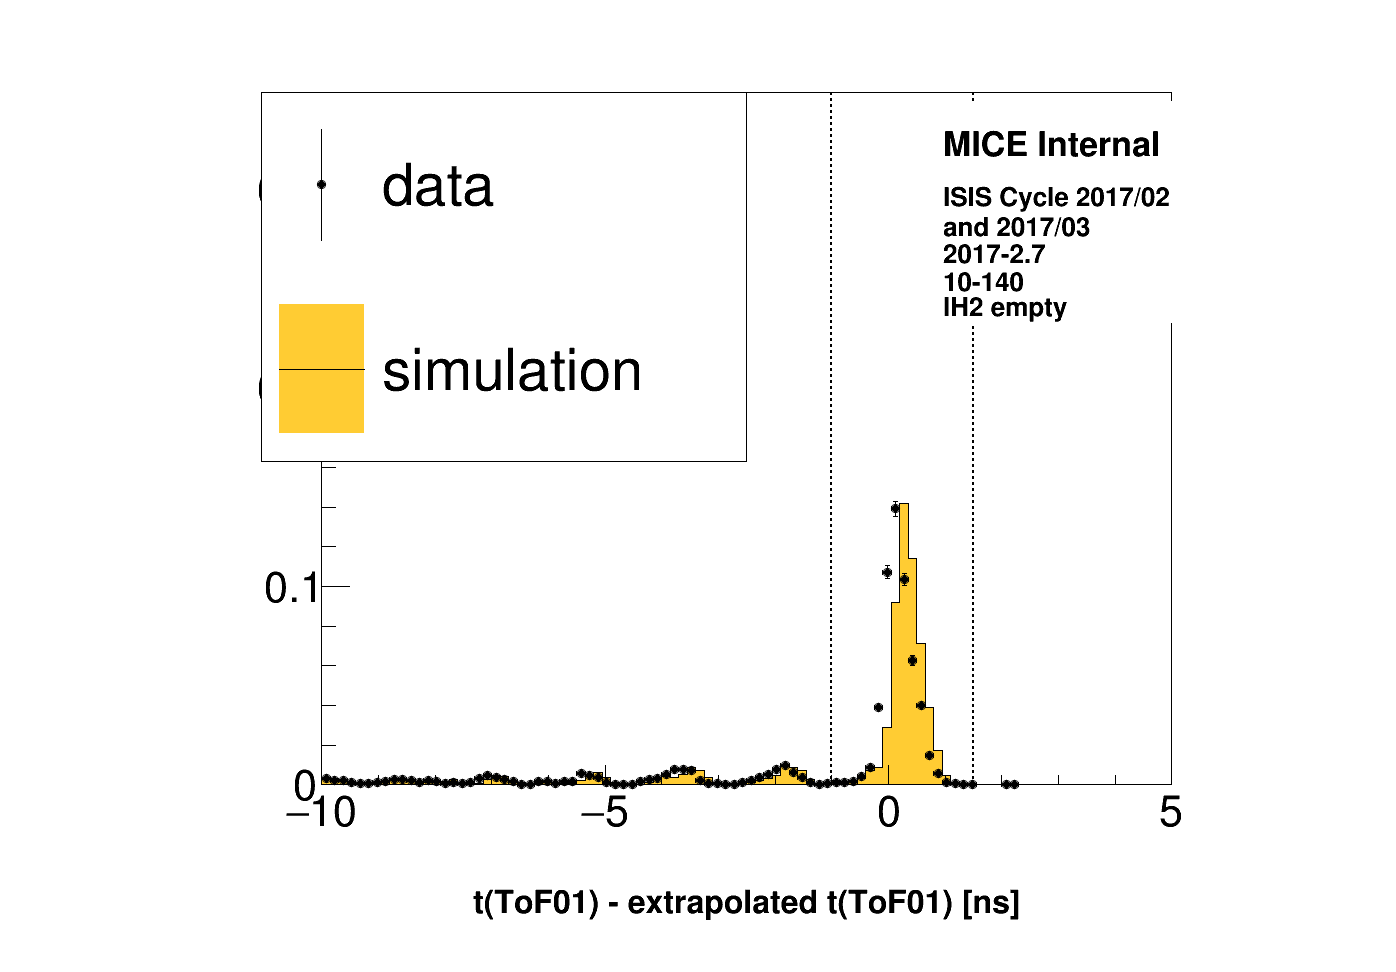 data
simulation
MICE Internal
ISIS Cycle 2017/02
and 2017/03
2017-2.7
10-140
lH2 empty
0.1
0
−10
−5
0
5
t(ToF01) - extrapolated t(ToF01) [ns]